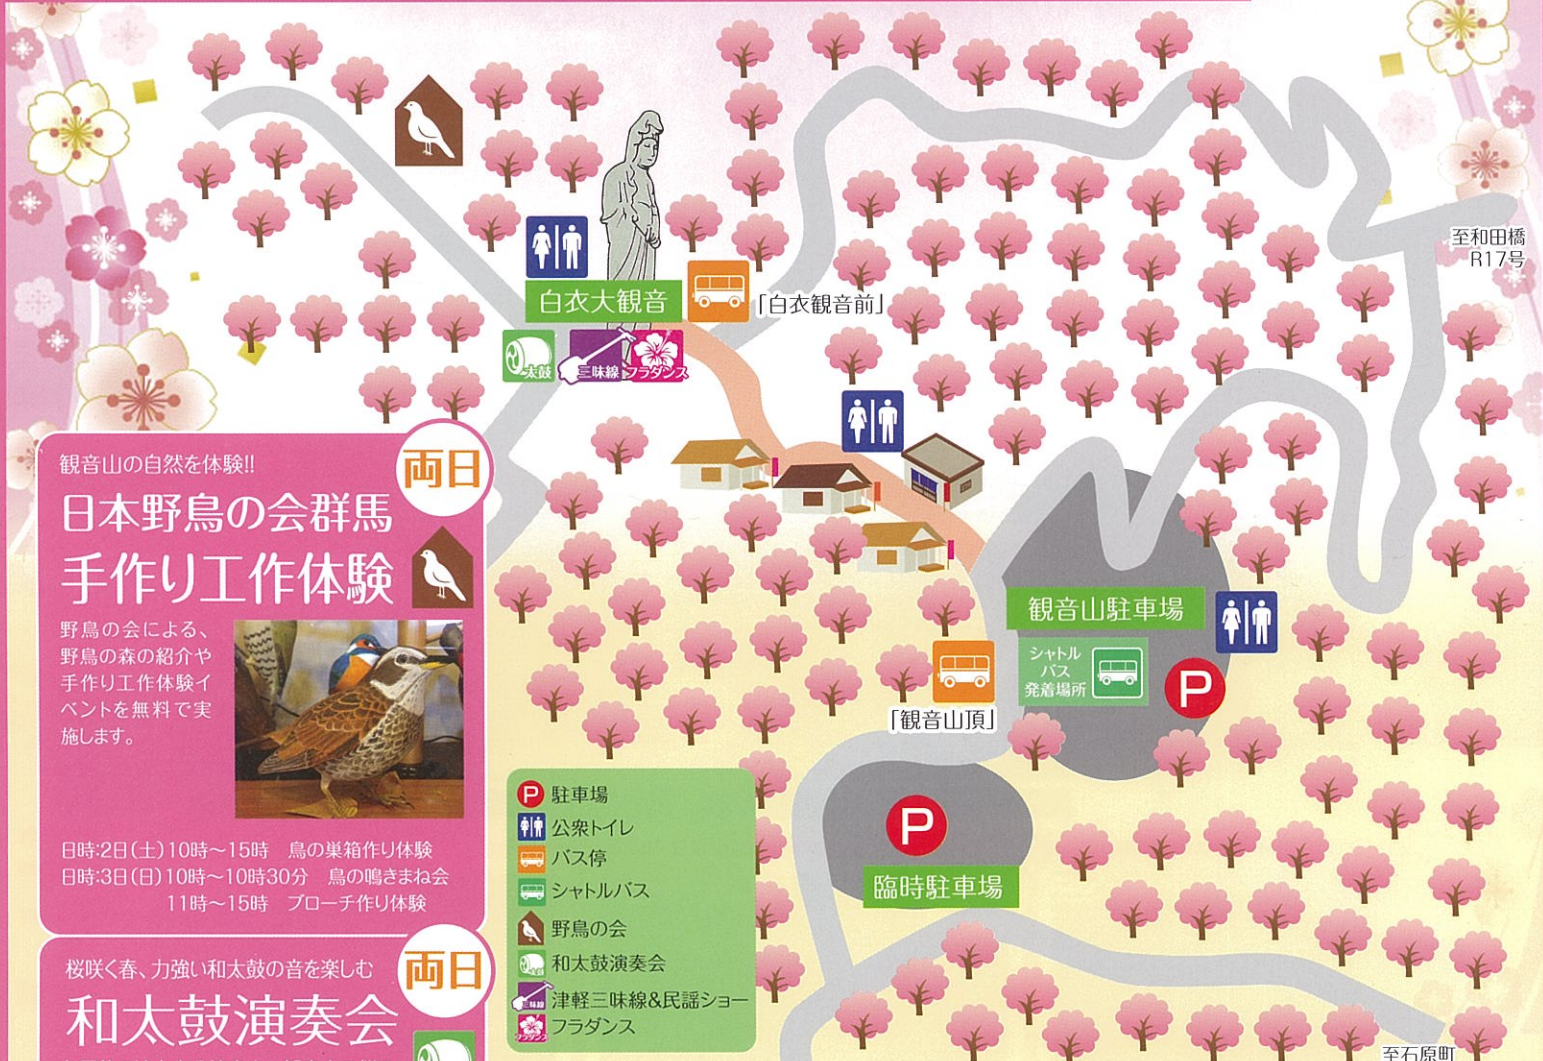 至和田橋
R17号
白衣大観音
「白衣観音前」
太鼓
三味線
フラダンス
観音山の自然を体験!!
両日
日本野鳥の会群馬
手作り工作体験
野鳥の会による、
野鳥の森の紹介や
手作り工作体験イ
ベントを無料で実
施します。
日時:2日(土)10時～15時　鳥の巣箱作り体験
日時:3日(日)10時～10時30分　鳥の鳴きまね会
11時～15時　ブローチ作り体験
桜咲く春、力強い和太鼓の音を楽しむ
両日
和太鼓演奏会
観音山駐車場
シャトル
バス
発着場所
P
「観音山頂」
P
臨時駐車場
P 駐車場
公衆トイレ
バス停
シャトルバス
野鳥の会
太鼓 和太鼓演奏会
三味線 津軽三味線&民謡ショー
フラダンス フラダンス
至石原町